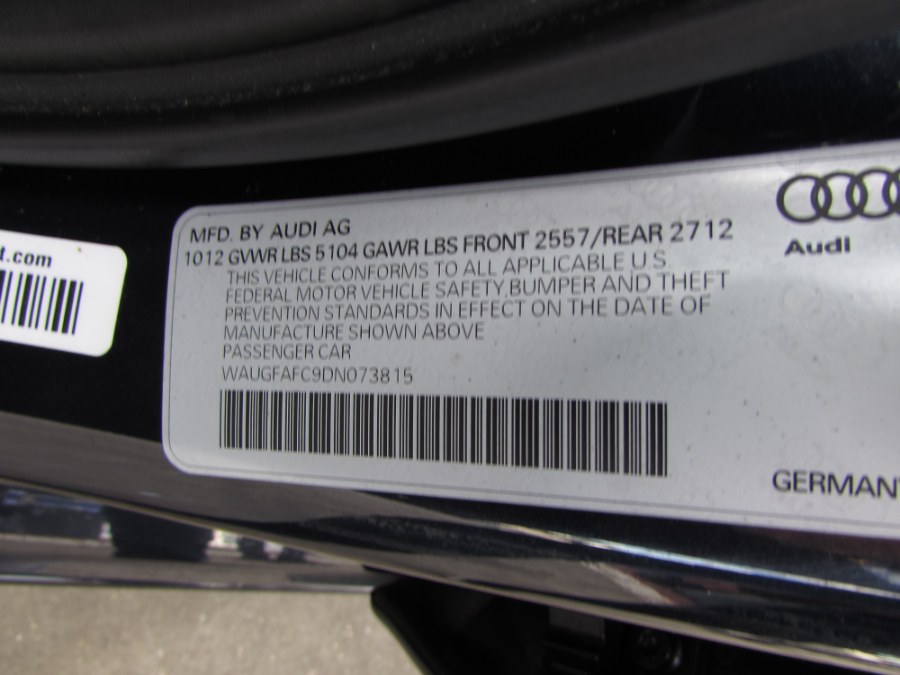 t.com
MFD. BY AUDI AG
1012 GVWR LBS 5104 GAWR LBS FRONT 2557/REAR 2712
THIS VEHICLE CONFORMS TO ALL APPLICABLE U.S
FEDERAL MOTOR VEHICLE SAFETY,BUMPER AND THEFT
PREVENTION STANDARDS IN EFFECT ON THE DATE OF
MANUFACTURE SHOWN ABOVE
PASSENGER CAR
WAUGFAFC9DN073815
Audi
GERMANY